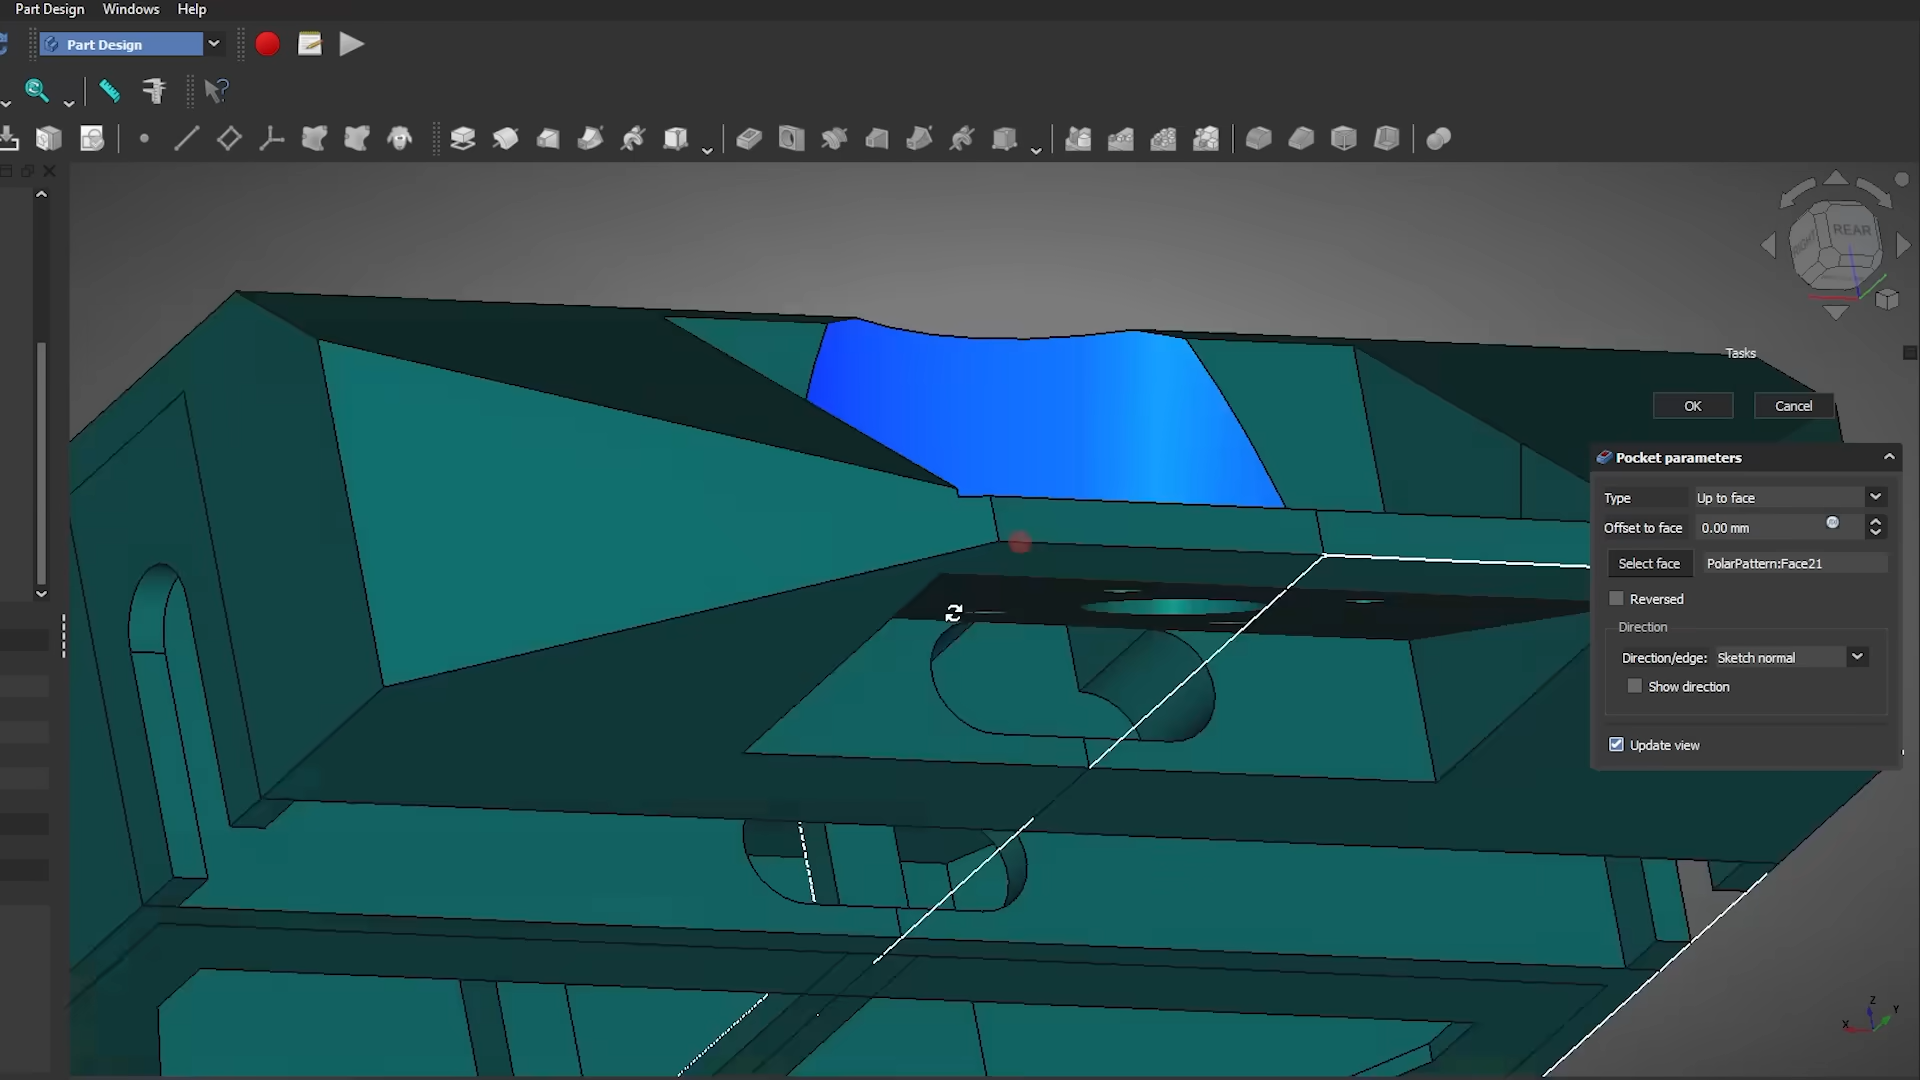 Part Design Windows Help
Part Design
REAR
RIGHT
Tasks
OK Cancel
Pocket parameters
Type Up to face
Offset to face 0.00 mm
Select face PolarPattern:Face21
Reversed
Direction
Direction/edge: Sketch normal
Show direction
Update view
Z
Y
X